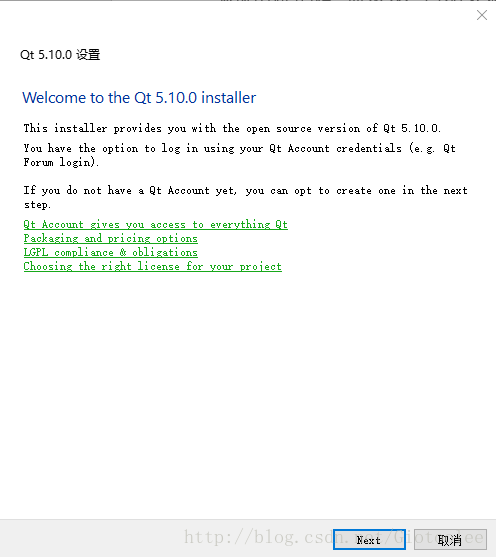 Qt 5.10.0 设置
Welcome to the Qt 5.10.0 installer
This installer provides you with the open source version of Qt 5.10.0.
You have the option to log in using your Qt Account credentials (e.g. Qt
Forum login).
If you do not have a Qt Account yet, you can opt to create one in the next
step.
Qt Account gives you access to everything Qt
Packaging and pricing options
LGPL compliance & obligations
Choosing the right license for your project
http://blog.csdn.net/
Next
取消